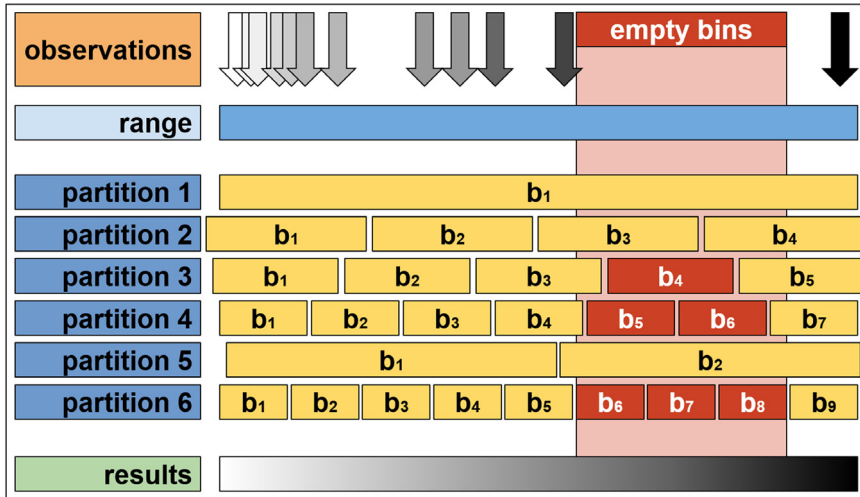 observations
empty bins
range
partition 1
b₁
partition 2
b₁ b₂ b₃ b₄
partition 3
b₁ b₂ b₃ b₄ b₅
partition 4
b₁ b₂ b₃ b₄ b₅ b₆ b₇
partition 5
b₁ b₂
partition 6
b₁ b₂ b₃ b₄ b₅ b₆ b₇ b₈ b₉
results